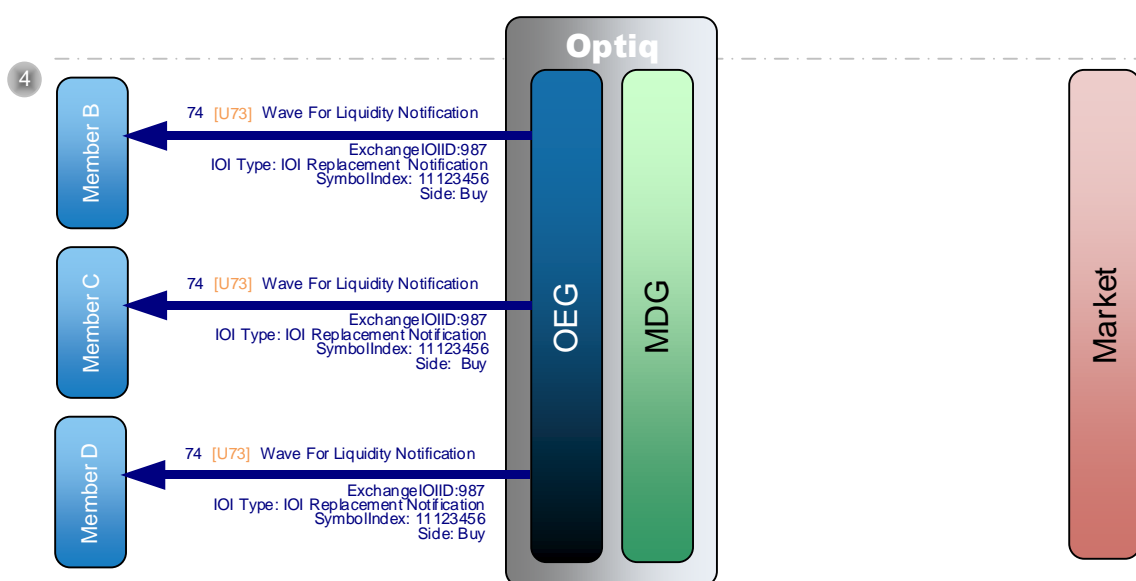 Optiq
4
Member B
74 [U73] Wave For Liquidity Notification
ExchangeIOIID:987
IOI Type: IOI Replacement Notification
SymbolIndex: 11123456
Side: Buy
Member C
74 [U73] Wave For Liquidity Notification
ExchangeIOIID:987
IOI Type: IOI Replacement Notification
SymbolIndex: 11123456
Side: Buy
Member D
74 [U73] Wave For Liquidity Notification
ExchangeIOIID:987
IOI Type: IOI Replacement Notification
SymbolIndex: 11123456
Side: Buy
OEG
MDG
Market